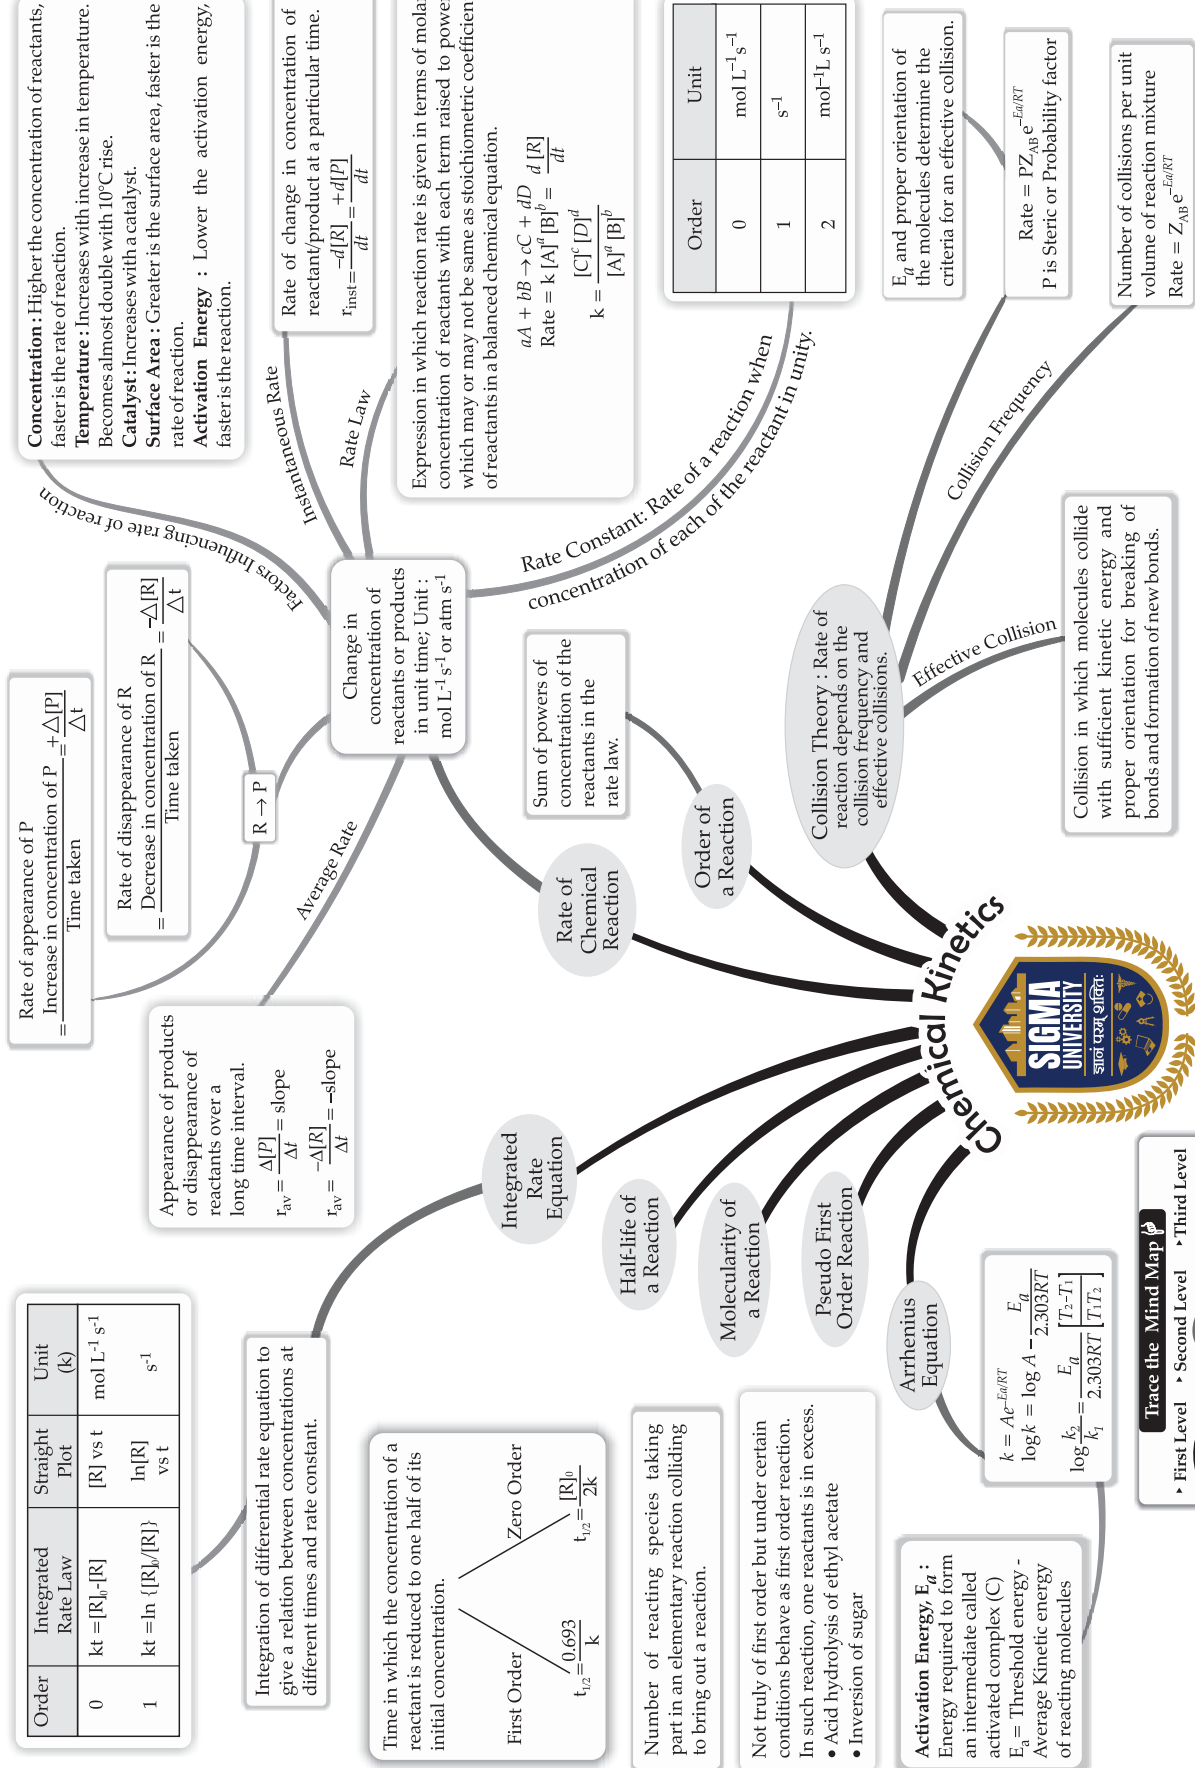 Order
Integrated Rate Law
Straight Plot
Unit (k)
0
kt = [R]₀-[R]
[R] vs t
mol L⁻¹ s⁻¹
1
kt = ln {[R]₀/[R]}
ln[R] vs t
s⁻¹
Integration of differential rate equation to
give a relation between concentrations at
different times and rate constant.
Time in which the concentration of a
reactant is reduced to one half of its
initial concentration.
First Order
Zero Order
t₁/₂ = 0.693/k
t₁/₂ = [R]₀/2k
Number of reacting species taking
part in an elementary reaction colliding
to bring out a reaction.
Not truly of first order but under certain
conditions behave as first order reaction.
In such reaction, one reactants is in excess.
• Acid hydrolysis of ethyl acetate
• Inversion of sugar
Activation Energy, Eₐ :
Energy required to form
an intermediate called
activated complex (C)
Eₐ = Threshold energy -
Average Kinetic energy
of reacting molecules
k = Ae^(-Ea/RT)
log k = log A – Eₐ/2.303RT
log k₂/k₁ = Eₐ/2.303RT [T₂-T₁/T₁T₂]
Trace the Mind Map
‣ First Level ‣ Second Level ‣ Third Level
Arrhenius
Equation
Pseudo First
Order Reaction
Molecularity of
a Reaction
Half-life of
a Reaction
Integrated
Rate
Equation
Chemical Kinetics
SIGMA
UNIVERSITY
ज्ञानं परम् शक्तिः
Rate of
Chemical
Reaction
Order of
a Reaction
Sum of powers of
concentration of the
reactants in the
rate law.
Collision Theory : Rate of
reaction depends on the
collision frequency and
effective collisions.
Effective Collision
Collision in which molecules collide
with sufficient kinetic energy and
proper orientation for breaking of
bonds and formation of new bonds.
Collision Frequency
Number of collisions per unit
volume of reaction mixture
Rate = Z_AB e^(-Ea/RT)
Rate = PZ_AB e^(-Ea/RT)
P is Steric or Probability factor
Eₐ and proper orientation of
the molecules determine the
criteria for an effective collision.
Average Rate
Appearance of products
or disappearance of
reactants over a
long time interval.
r_av = Δ[P]/Δt = slope
r_av = -Δ[R]/Δt = –slope
Rate of appearance of P
= Increase in concentration of P/Time taken = +△[P]/△t
Rate of disappearance of R
= Decrease in concentration of R/Time taken = –△[R]/△t
R → P
Change in
concentration of
reactants or products
in unit time; Unit :
mol L⁻¹ s⁻¹ or atm s⁻¹
Factors Influencing rate of reaction
Concentration : Higher the concentration of reactants,
faster is the rate of reaction.
Temperature : Increases with increase in temperature.
Becomes almost double with 10°C rise.
Catalyst : Increases with a catalyst.
Surface Area : Greater is the surface area, faster is the
rate of reaction.
Activation Energy : Lower the activation energy,
faster is the reaction.
Instantaneous Rate
Rate of change in concentration of
reactant/product at a particular time.
r_inst = -d[R]/dt = +d[P]/dt
Rate Law
Expression in which reaction rate is given in terms of molar
concentration of reactants with each term raised to power
which may or may not be same as stoichiometric coefficien
of reactants in a balanced chemical equation.
aA + bB → cC + dD
Rate = k [A]ᵃ [B]ᵇ = d [R]/dt
k = [C]ᶜ [D]ᵈ/[A]ᵃ [B]ᵇ
Rate Constant: Rate of a reaction when
concentration of each of the reactant in unity.
Order
Unit
0
mol L⁻¹s⁻¹
1
s⁻¹
2
mol⁻¹L s⁻¹